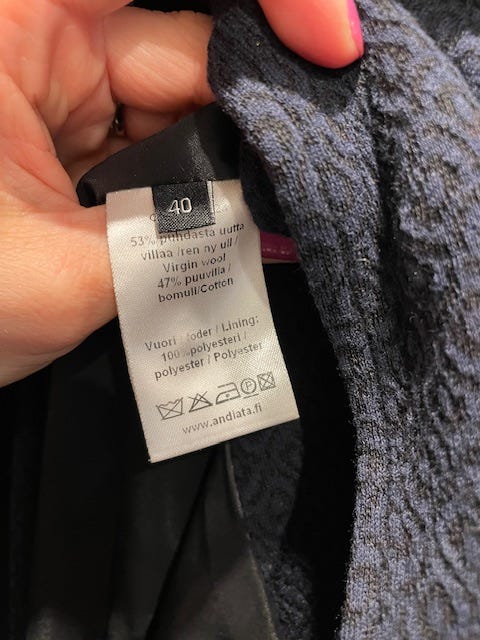 40
53% puhdasta uutta
villaa /ren ny ull /
Virgin wool
47% puuvilla /
bomull/Cotton
Vuori / foder / Lining:
100% polyesteri /
polyester / Polyester
P
www.andiata.fi